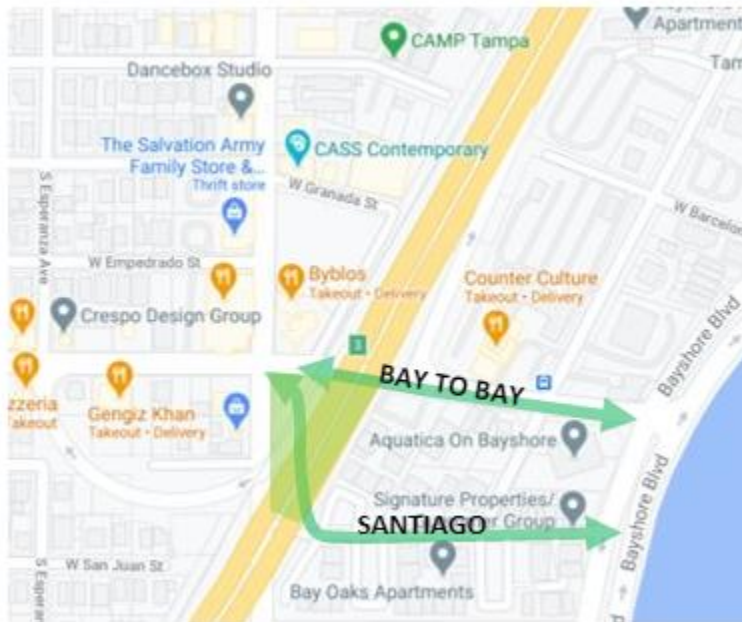 Apartment
CAMP Tampa
Tam
Dancebox Studio
The Salvation Army
Family Store &...
Thrift store
CASS Contemporary
W Granada St
S Esperanza Ave
W Barcelon
W Empedrado St
Byblos
Takeout • Delivery
Counter Culture
Takeout • Delivery
Crespo Design Group
3
Bayshore Blvd
BAY TO BAY
zzeria
Takeout
Gengiz Khan
Takeout • Delivery
Aquatica On Bayshore
Signature Properties/
Group
SANTIAGO
Bayshore Blvd
W San Juan St
Bay Oaks Apartments
S Esperan